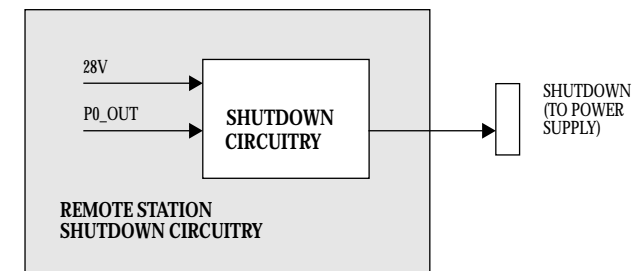 28V
P0_OUT
SHUTDOWN
CIRCUITRY
SHUTDOWN
(TO POWER
SUPPLY)
REMOTE STATION
SHUTDOWN CIRCUITRY